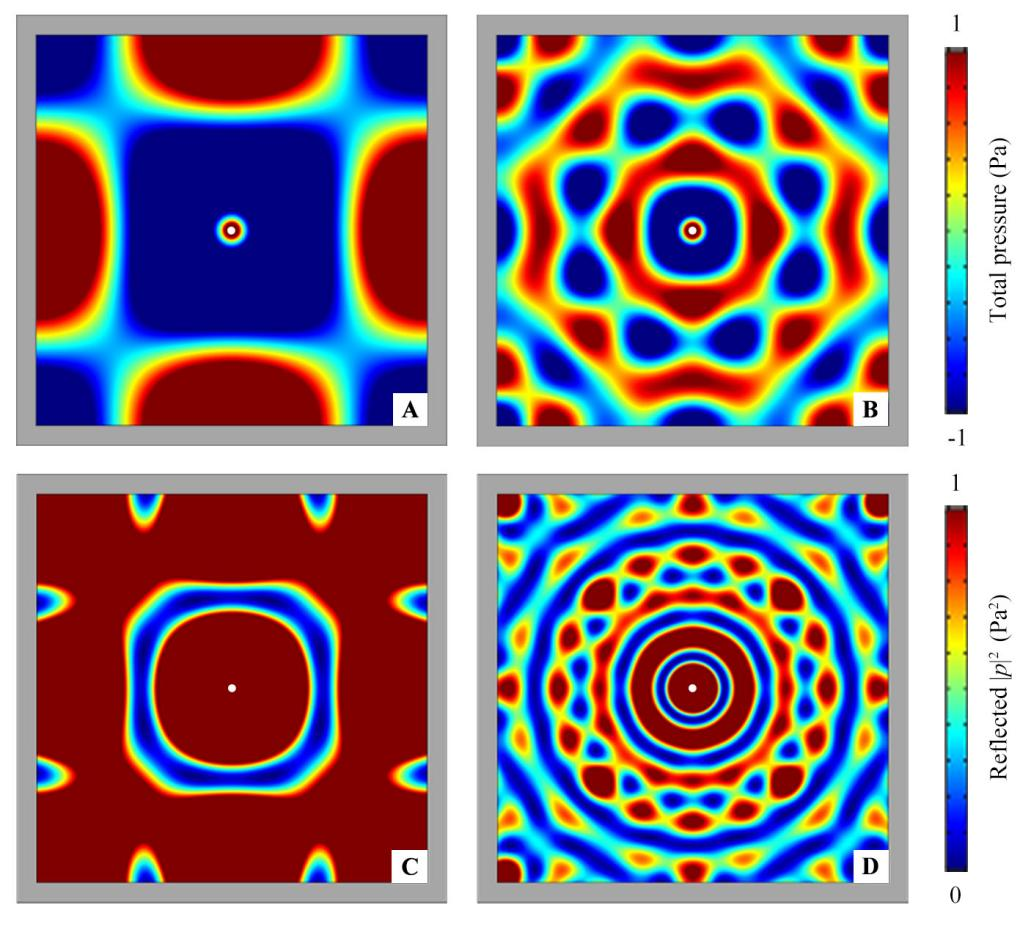 1
Total pressure (Pa)
-1
A
B
1
Reflected |p|² (Pa²)
0
C
D